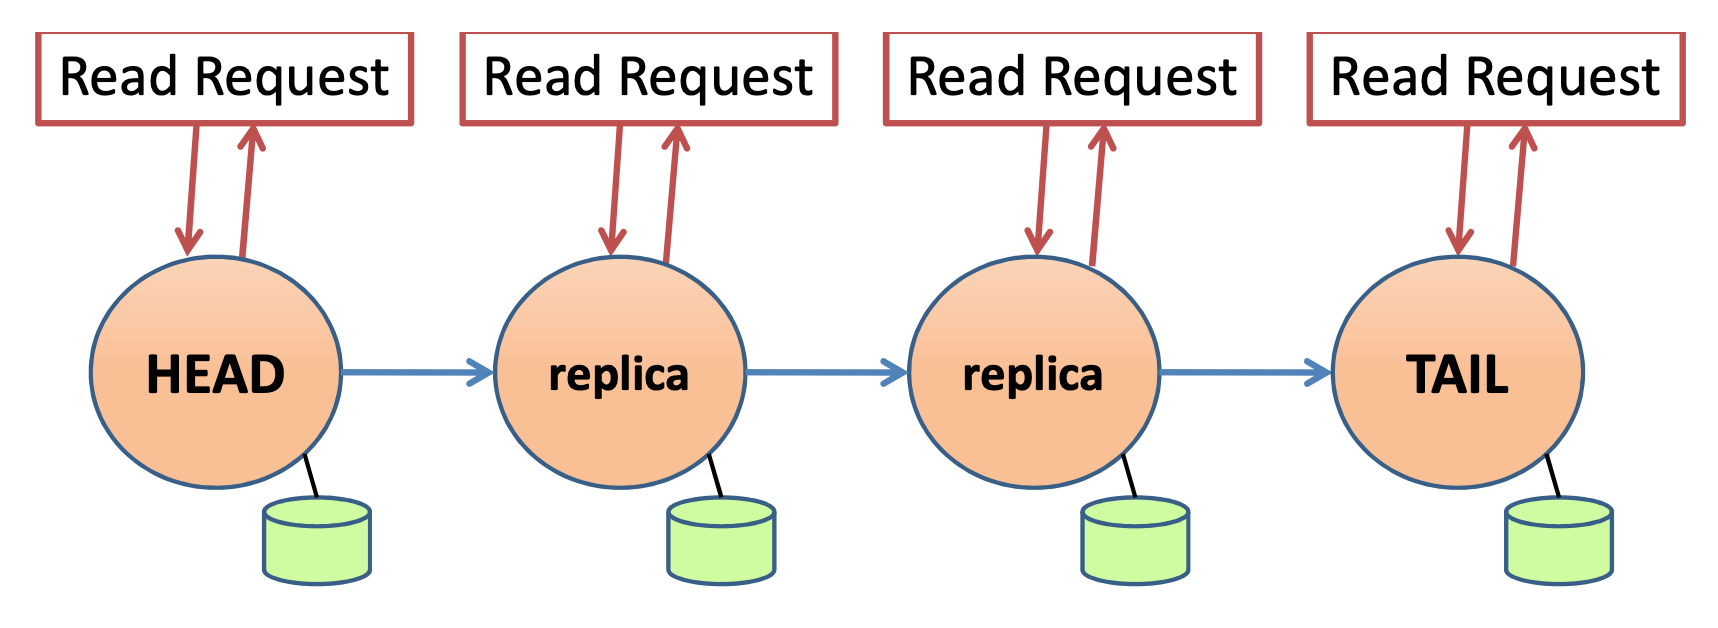 Read Request
Read Request
Read Request
Read Request
HEAD
replica
replica
TAIL